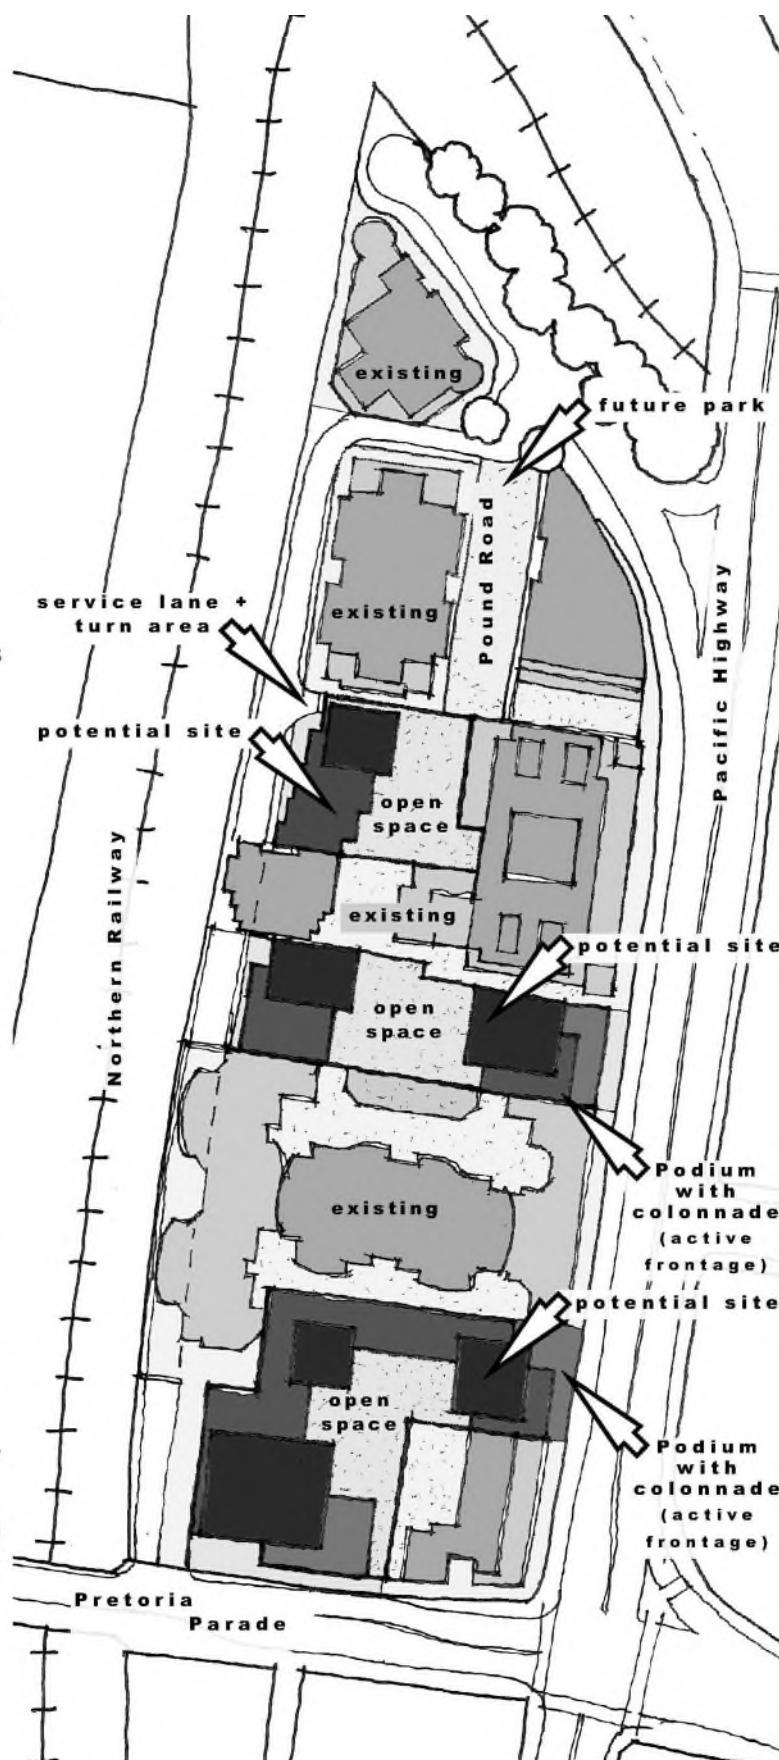 existing
future park
Pound Road
existing
service lane +
turn area
Pacific Highway
potential site
open
space
Northern Railway
existing
potential site
open
space
Podium
with
colonnade
(active
frontage)
existing
potential site
open
space
Podium
with
colonnade
(active
frontage)
Pretoria
Parade